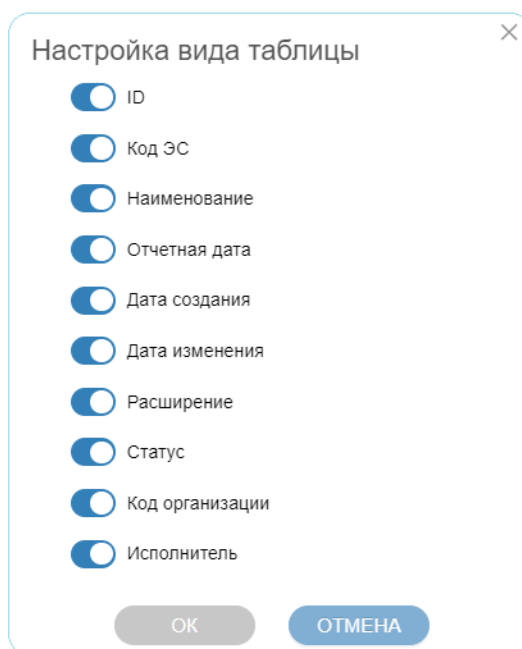 Настройка вида таблицы
ID
Код ЭС
Наименование
Отчетная дата
Дата создания
Дата изменения
Расширение
Статус
Код организации
Исполнитель
ОК
ОТМЕНА